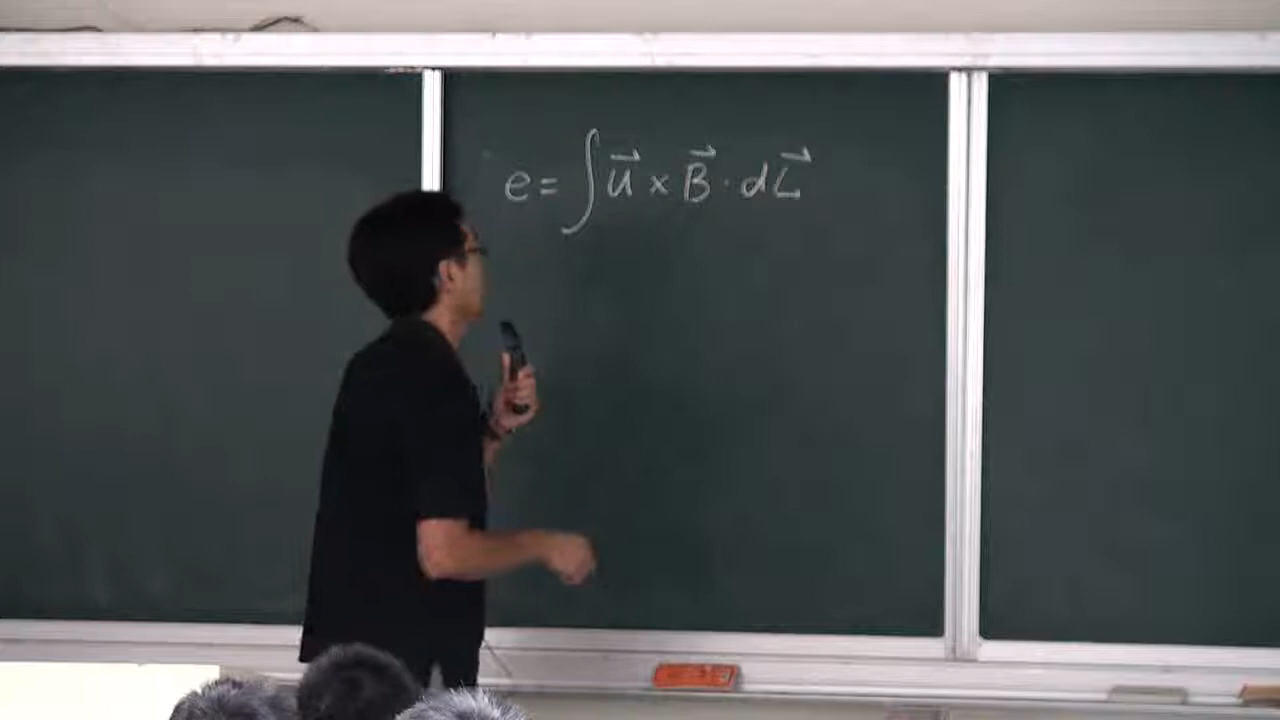 e = ∫ u⃗ × B⃗ · dL⃗